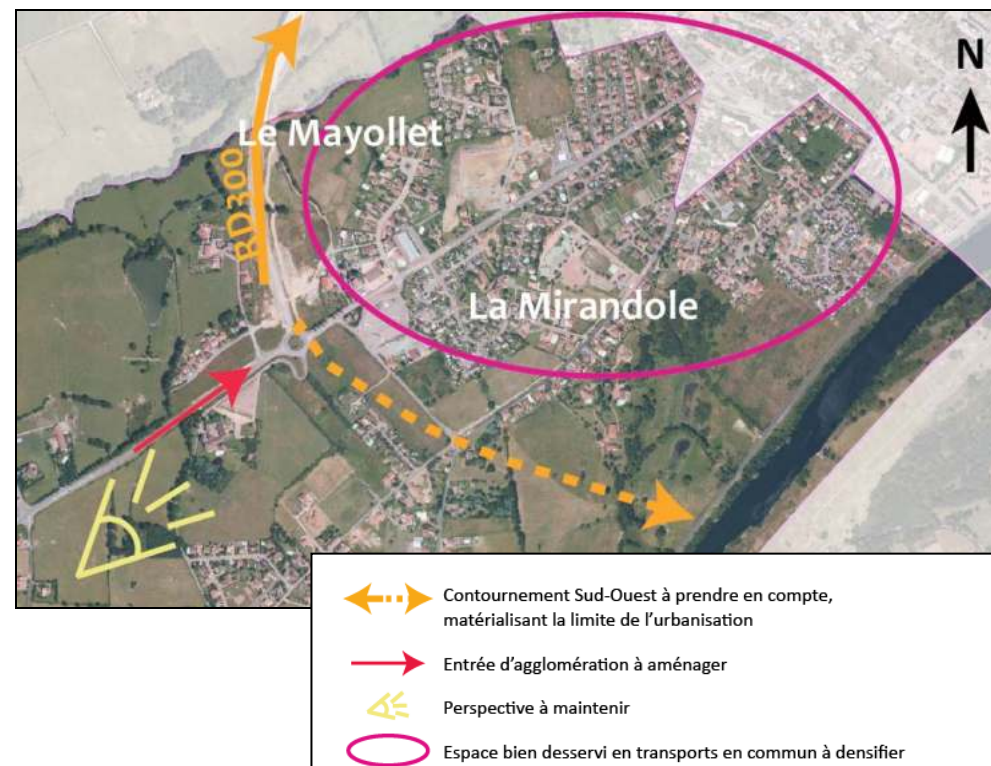 N
Le Mayollet
RD300
La Mirandole
Contournement Sud-Ouest à prendre en compte,
matérialisant la limite de l'urbanisation
Entrée d'agglomération à aménager
Perspective à maintenir
Espace bien desservi en transports en commun à densifier